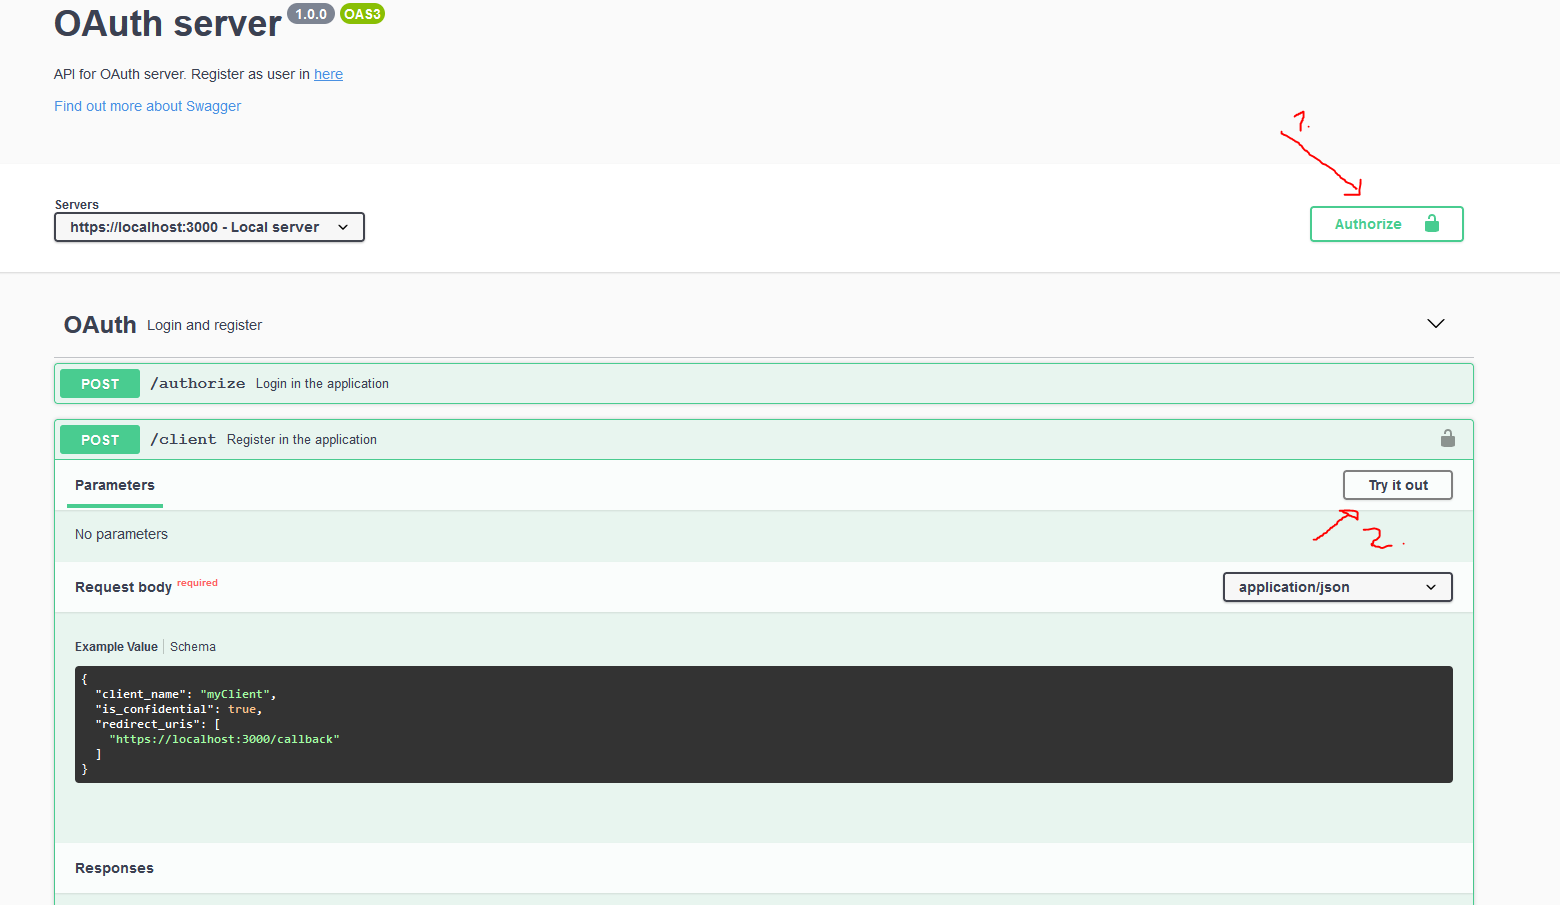 OAuth server 1.0.0 OAS3
API for OAuth server. Register as user in here
Find out more about Swagger
1.
Servers
https://localhost:3000 - Local server
Authorize
OAuth Login and register
POST /authorize Login in the application
POST /client Register in the application
Parameters
Try it out
2.
No parameters
Request body required
application/json
Example Value Schema
{
"client_name": "myClient",
"is_confidential": true,
"redirect_uris": [
"https://localhost:3000/callback"
]
}
Responses